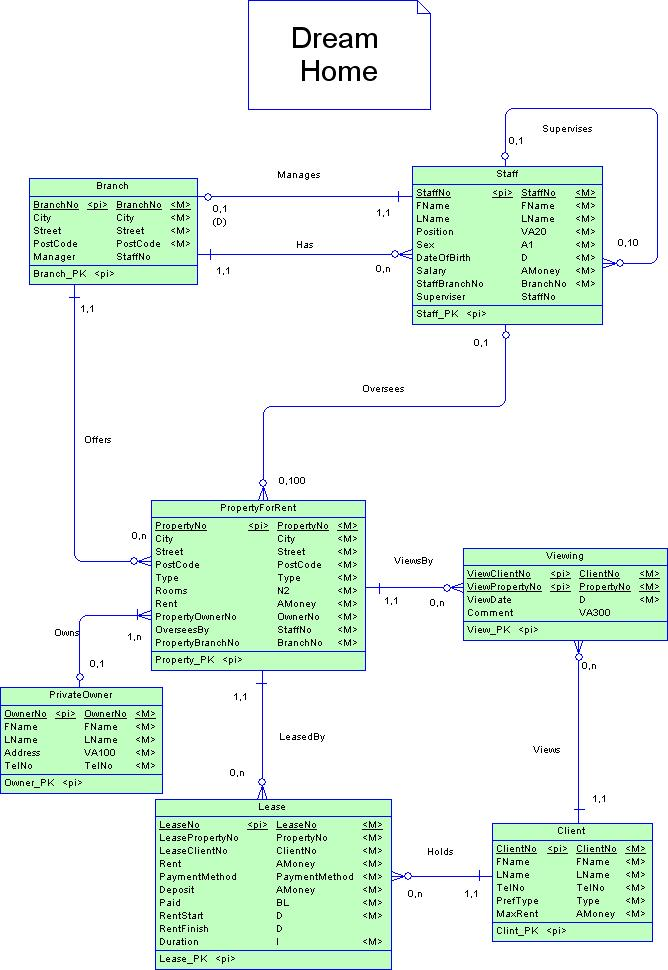 Dream
Home
Supervises
0,1
Manages
0,1
(D)
1,1
Has
1,1
0,n
0,10
Branch
BranchNo <pi> BranchNo <M>
City City <M>
Street Street <M>
PostCode PostCode <M>
Manager StaffNo
Branch_PK <pi>
Staff
StaffNo <pi> StaffNo <M>
FName FName <M>
LName LName <M>
Position VA20 <M>
Sex A1 <M>
DateOfBirth D <M>
Salary AMoney <M>
StaffBranchNo BranchNo <M>
Superviser StaffNo
Staff_PK <pi>
1,1
0,1
Oversees
Offers
0,100
0,n
PropertyForRent
PropertyNo <pi> PropertyNo <M>
City City <M>
Street Street <M>
PostCode PostCode <M>
Type Type <M>
Rooms N2 <M>
Rent AMoney <M>
PropertyOwnerNo OwnerNo <M>
OverseesBy StaffNo <M>
PropertyBranchNo BranchNo <M>
Property_PK <pi>
ViewsBy
1,1
0,n
Viewing
ViewClientNo <pi> ClientNo <M>
ViewPropertyNo <pi> PropertyNo <M>
ViewDate D <M>
Comment VA300
View_PK <pi>
Owns
1,n
0,1
0,n
PrivateOwner
OwnerNo <pi> OwnerNo <M>
FName FName <M>
LName LName <M>
Address VA100 <M>
TelNo TelNo <M>
Owner_PK <pi>
1,1
LeasedBy
0,n
Views
1,1
Lease
LeaseNo <pi> LeaseNo <M>
LeasePropertyNo PropertyNo <M>
LeaseClientNo ClientNo <M>
Rent AMoney <M>
PaymentMethod PaymentMethod <M>
Deposit AMoney <M>
Paid BL <M>
RentStart D <M>
RentFinish D
Duration I <M>
Lease_PK <pi>
Holds
0,n
1,1
Client
ClientNo <pi> ClientNo <M>
FName FName <M>
LName LName <M>
TelNo TelNo <M>
PrefType Type <M>
MaxRent AMoney <M>
Clint_PK <pi>